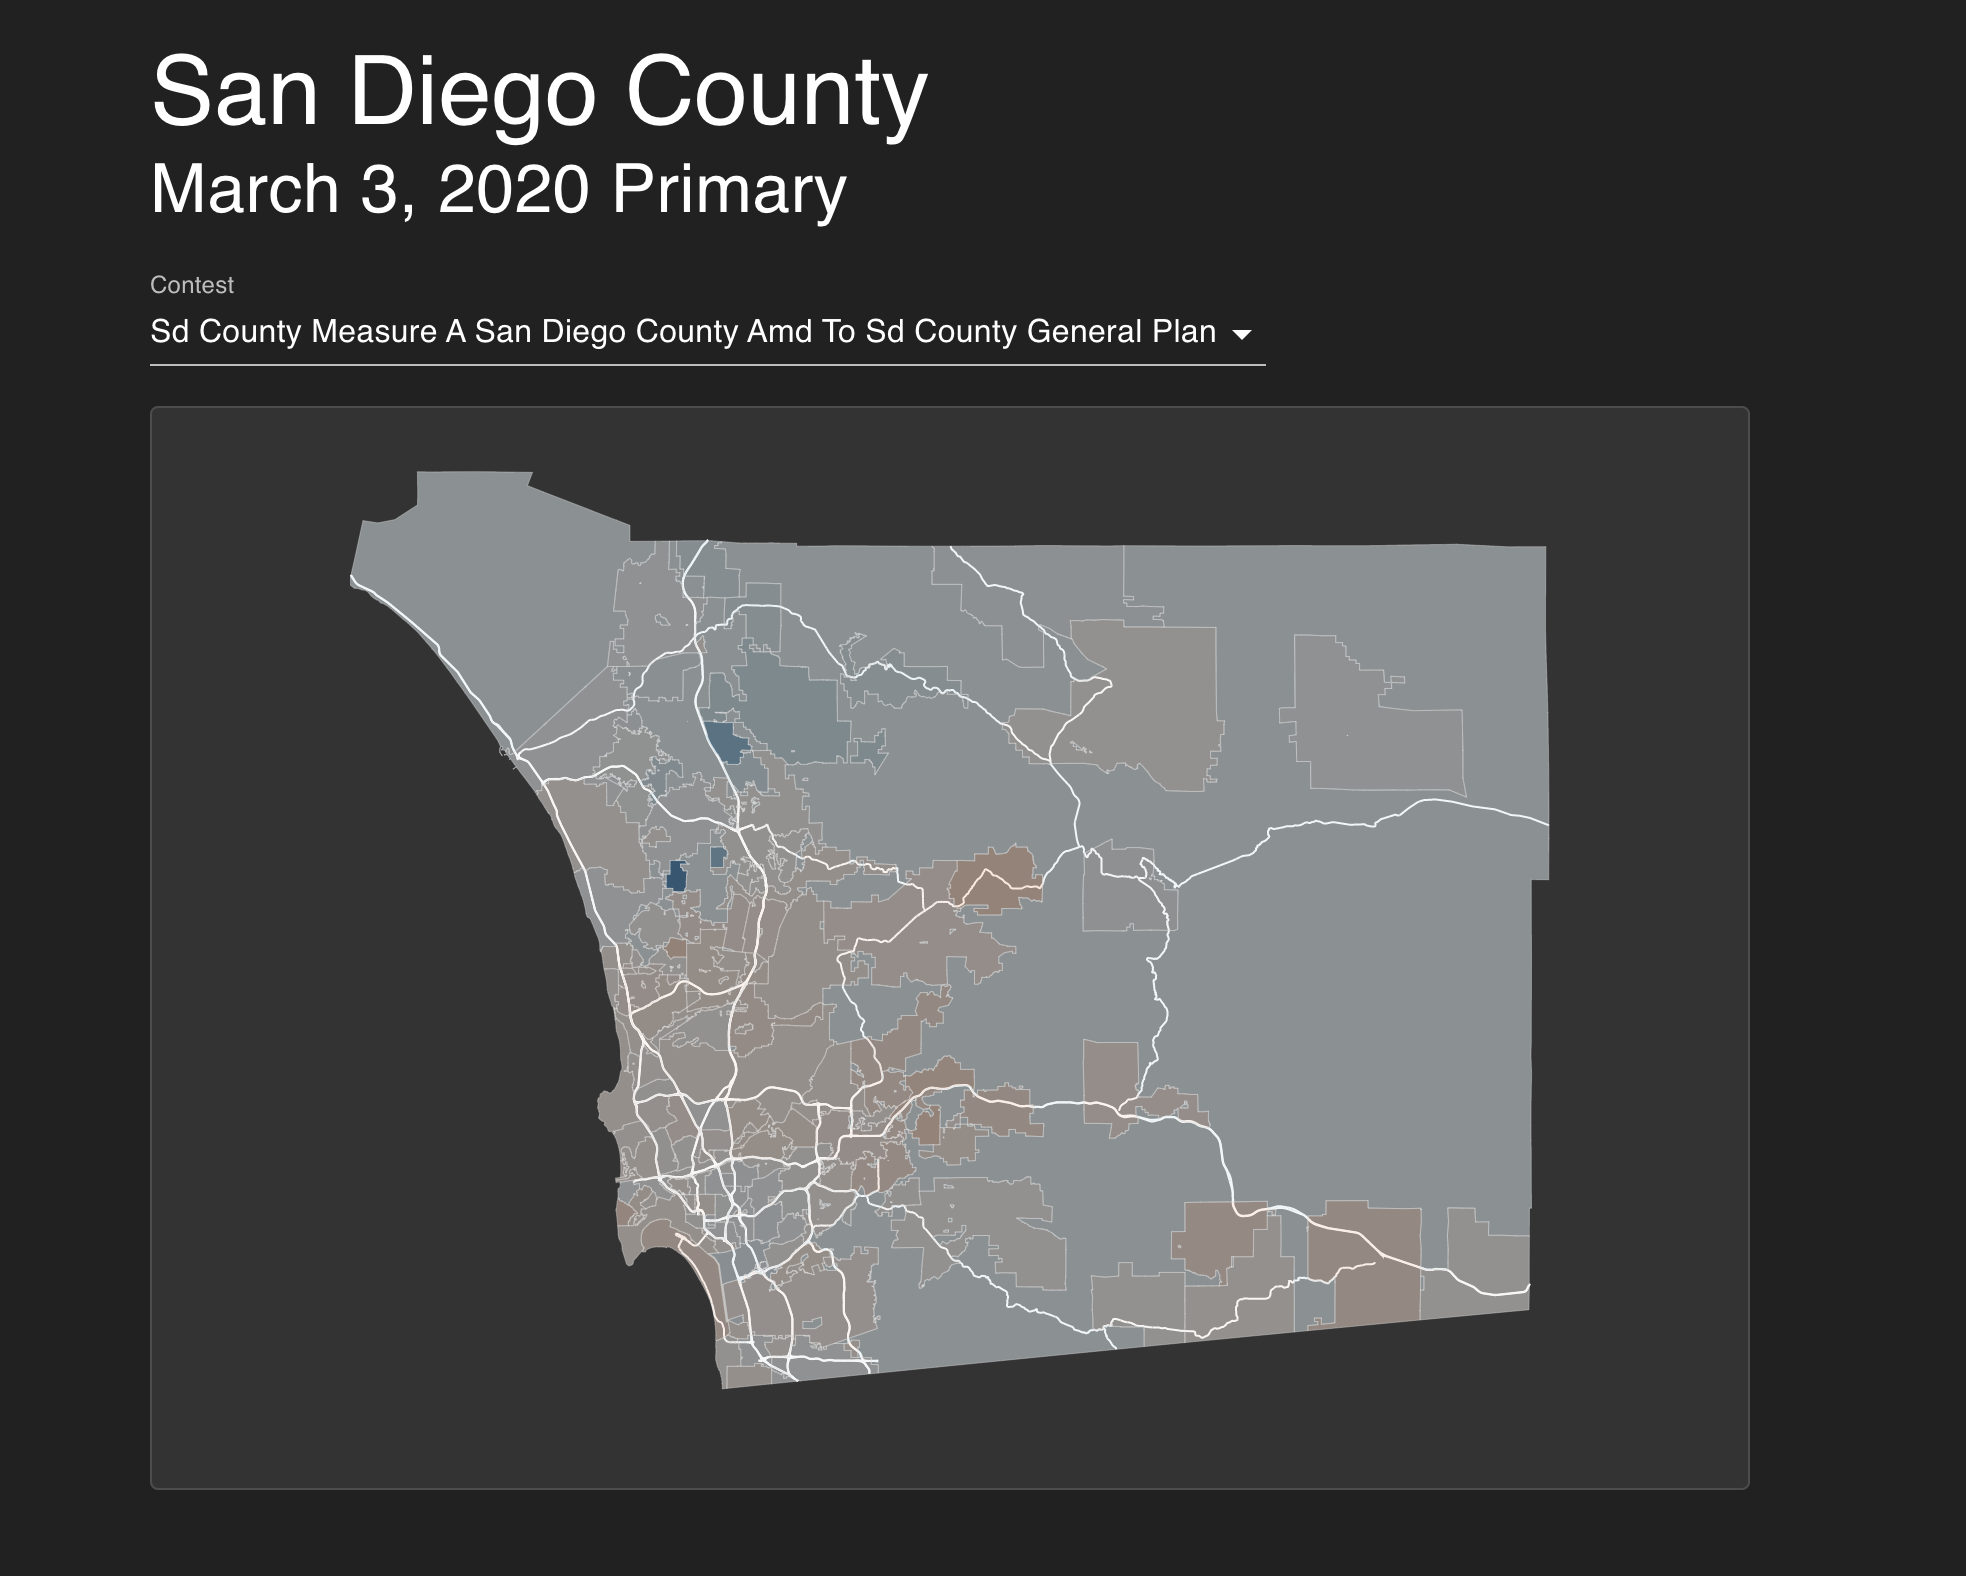 San Diego County
March 3, 2020 Primary
Contest
Sd County Measure A San Diego County Amd To Sd County General Plan